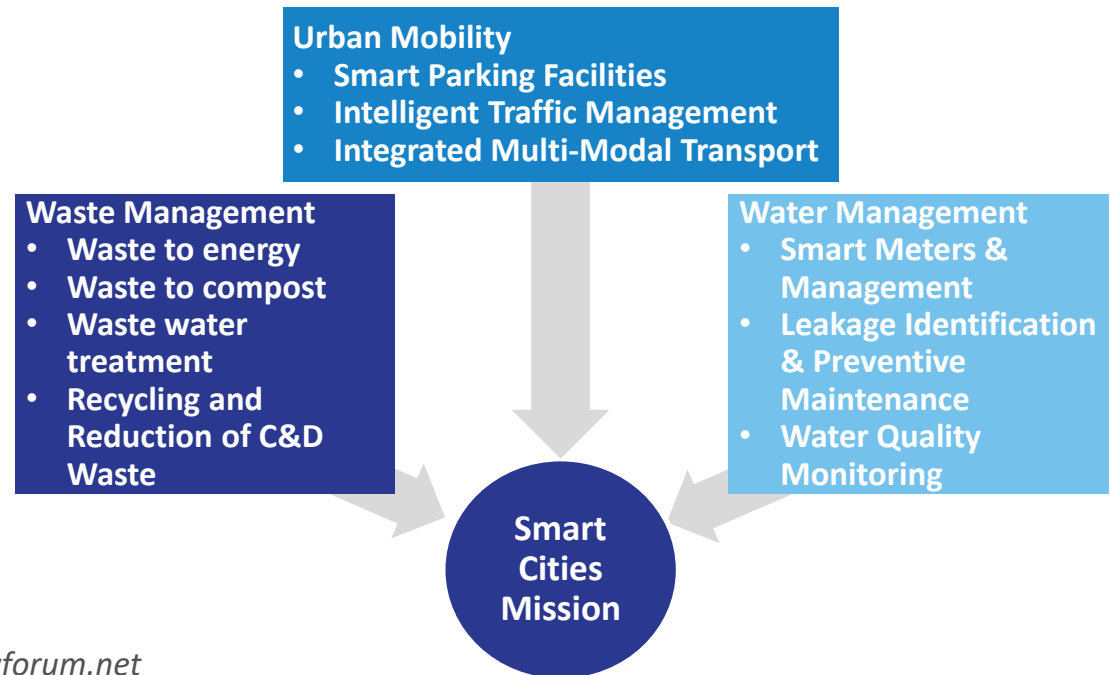 Urban Mobility
• Smart Parking Facilities
• Intelligent Traffic Management
• Integrated Multi-Modal Transport
Waste Management
• Waste to energy
• Waste to compost
• Waste water
treatment
• Recycling and
Reduction of C&D
Waste
Water Management
• Smart Meters &
Management
• Leakage Identification
& Preventive
Maintenance
• Water Quality
Monitoring
Smart
Cities
Mission
forum.net